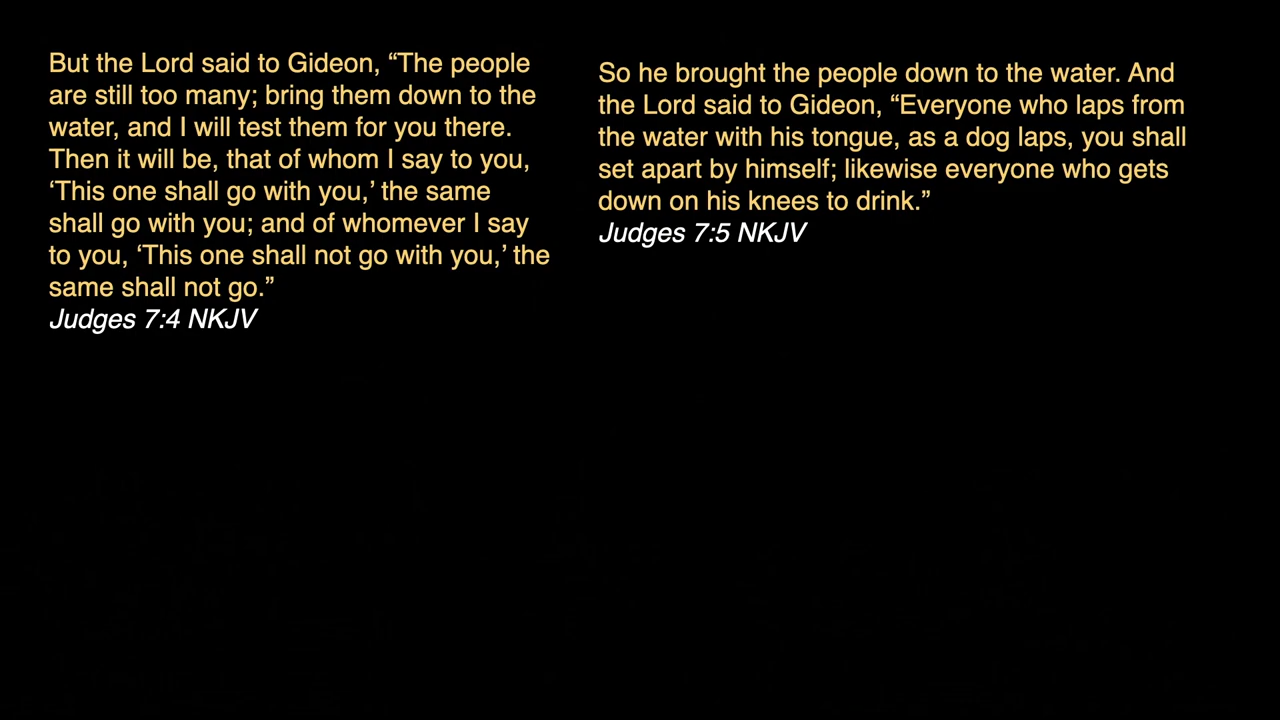 But the Lord said to Gideon, “The people
are still too many; bring them down to the
water, and I will test them for you there.
Then it will be, that of whom I say to you,
‘This one shall go with you,’ the same
shall go with you; and of whomever I say
to you, ‘This one shall not go with you,’ the
same shall not go.”
Judges 7:4 NKJV
So he brought the people down to the water. And
the Lord said to Gideon, “Everyone who laps from
the water with his tongue, as a dog laps, you shall
set apart by himself; likewise everyone who gets
down on his knees to drink.”
Judges 7:5 NKJV